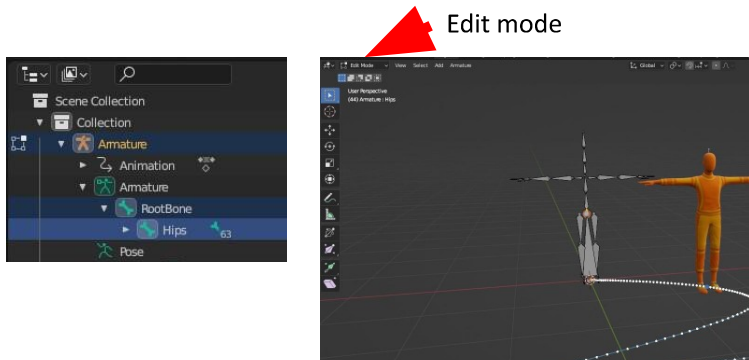 Edit mode
Scene Collection
Collection
Armature
Animation
Armature
RootBone
Hips 63
Pose
Edit Mode View Select Add Armature Global
User Perspective
(44) Armature : Hips